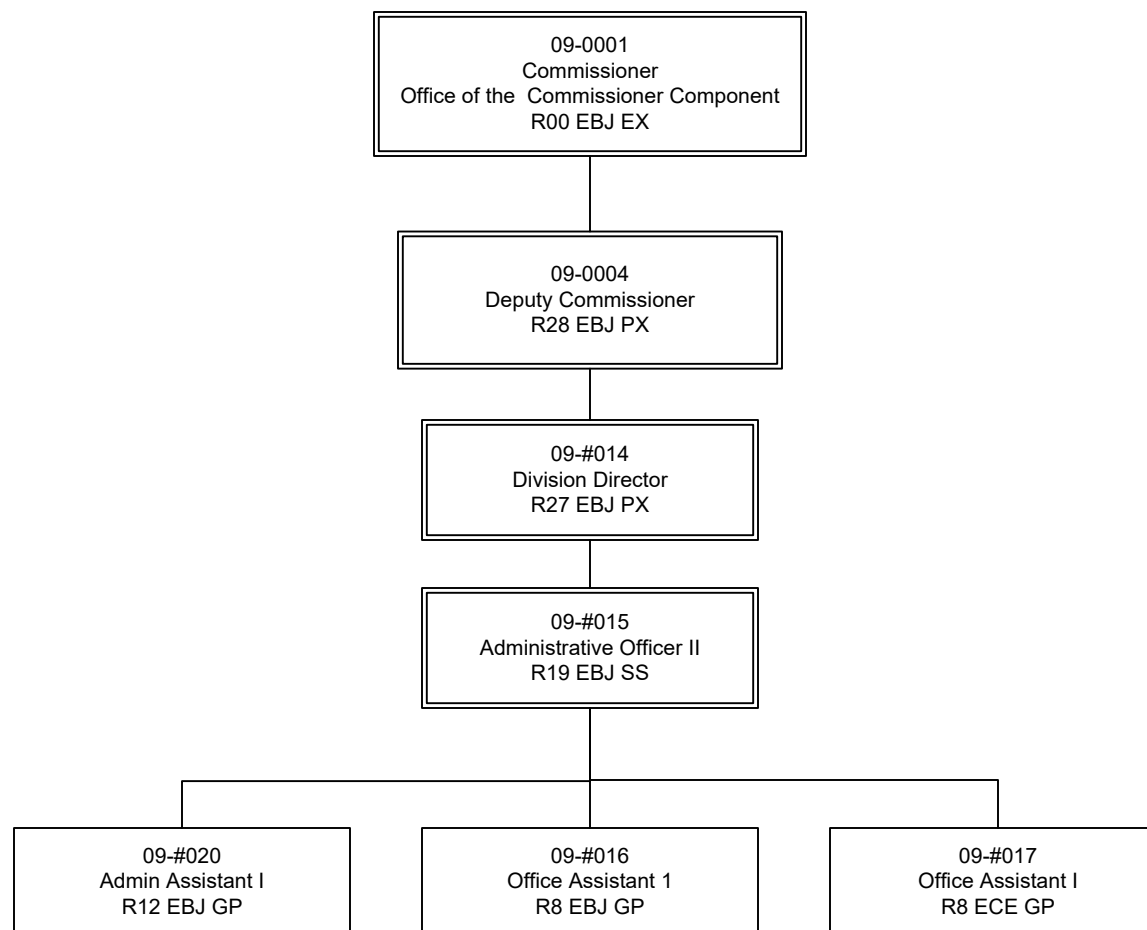 09-0001
Commissioner
Office of the  Commissioner Component
R00 EBJ EX
09-0004
Deputy Commissioner
R28 EBJ PX
09-#014
Division Director
R27 EBJ PX
09-#015
Administrative Officer II
R19 EBJ SS
09-#020
Admin Assistant I
R12 EBJ GP
09-#016
Office Assistant 1
R8 EBJ GP
09-#017
Office Assistant I
R8 ECE GP